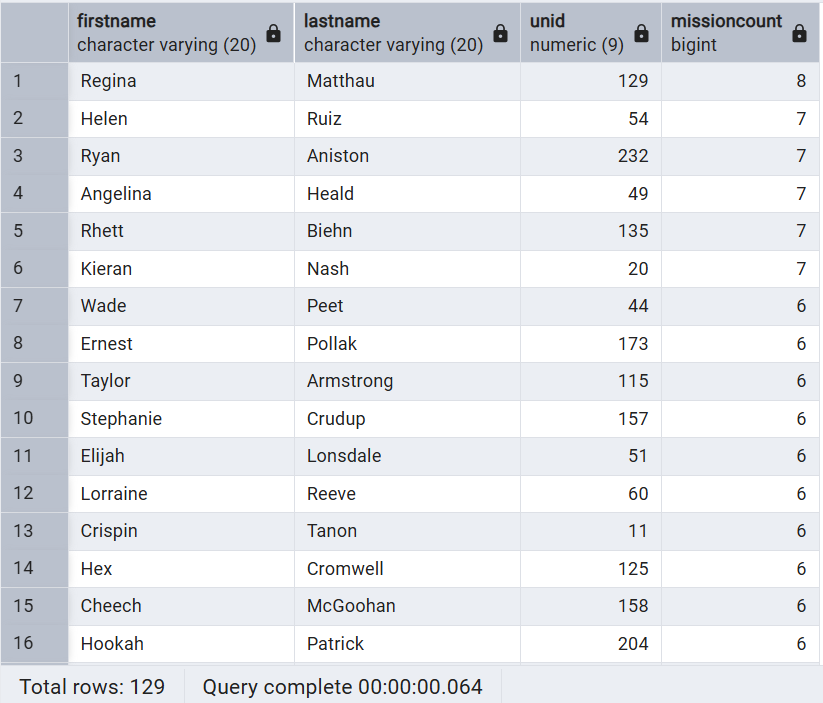 firstname lastname unid missioncount
character varying (20) character varying (20) numeric (9) bigint
1 Regina Matthau 129 8
2 Helen Ruiz 54 7
3 Ryan Aniston 232 7
4 Angelina Heald 49 7
5 Rhett Biehn 135 7
6 Kieran Nash 20 7
7 Wade Peet 44 6
8 Ernest Pollak 173 6
9 Taylor Armstrong 115 6
10 Stephanie Crudup 157 6
11 Elijah Lonsdale 51 6
12 Lorraine Reeve 60 6
13 Crispin Tanon 11 6
14 Hex Cromwell 125 6
15 Cheech McGoohan 158 6
16 Hookah Patrick 204 6
Total rows: 129 Query complete 00:00:00.064